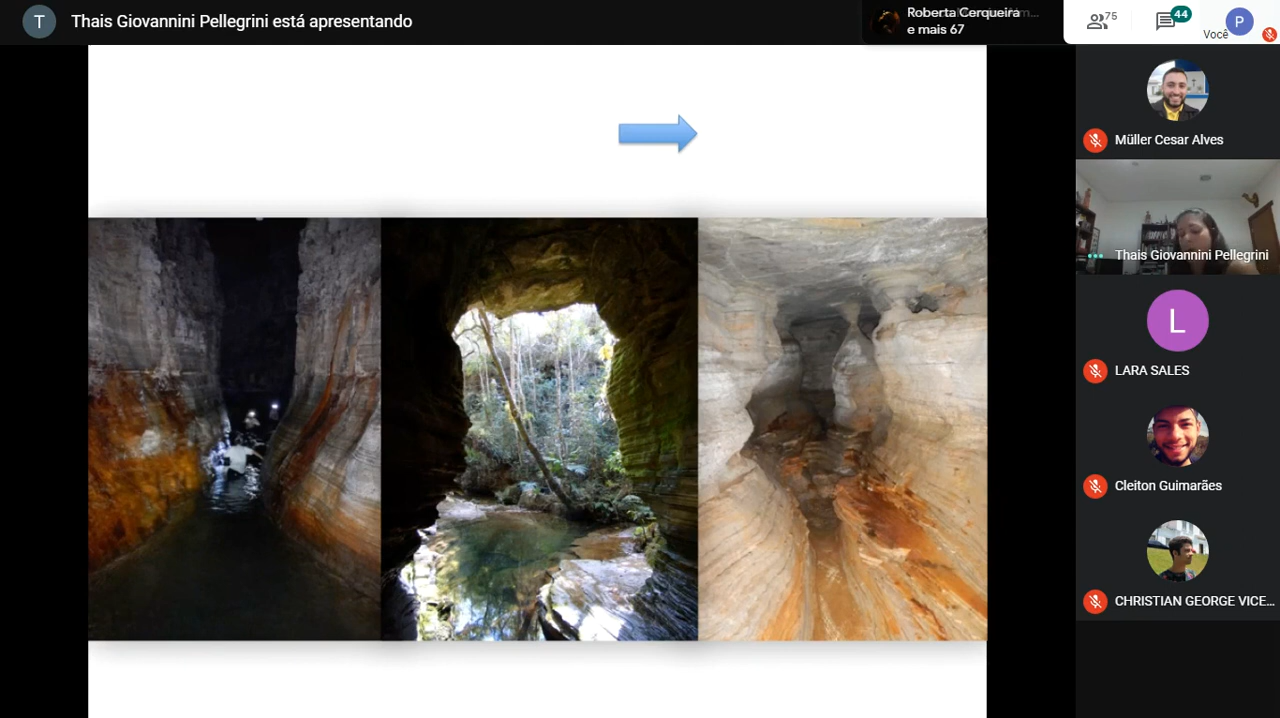 T
Thais Giovannini Pellegrini está apresentando
Roberta Cerqueira
e mais 67
75
44
Você
P
Müller Cesar Alves
Thais Giovannini Pellegrini
L
LARA SALES
Cleiton Guimarães
CHRISTIAN GEORGE VICE...